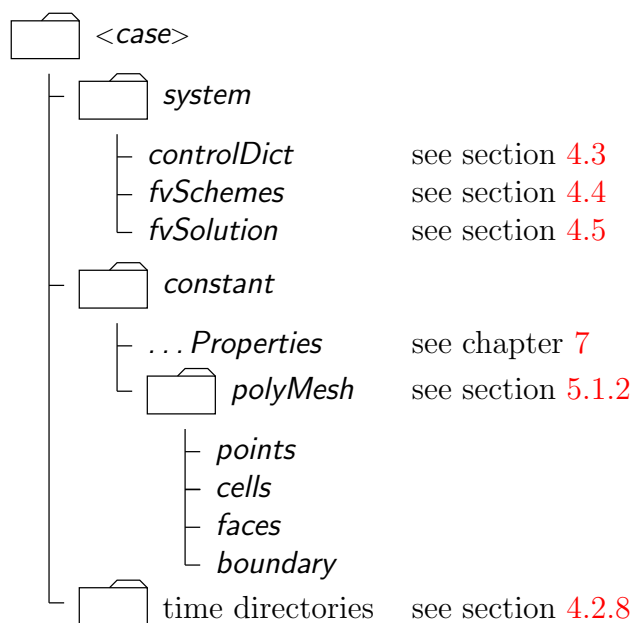 <case>
system
controlDict see section 4.3
fvSchemes see section 4.4
fvSolution see section 4.5
constant
...Properties see chapter 7
polyMesh see section 5.1.2
points
cells
faces
boundary
time directories see section 4.2.8